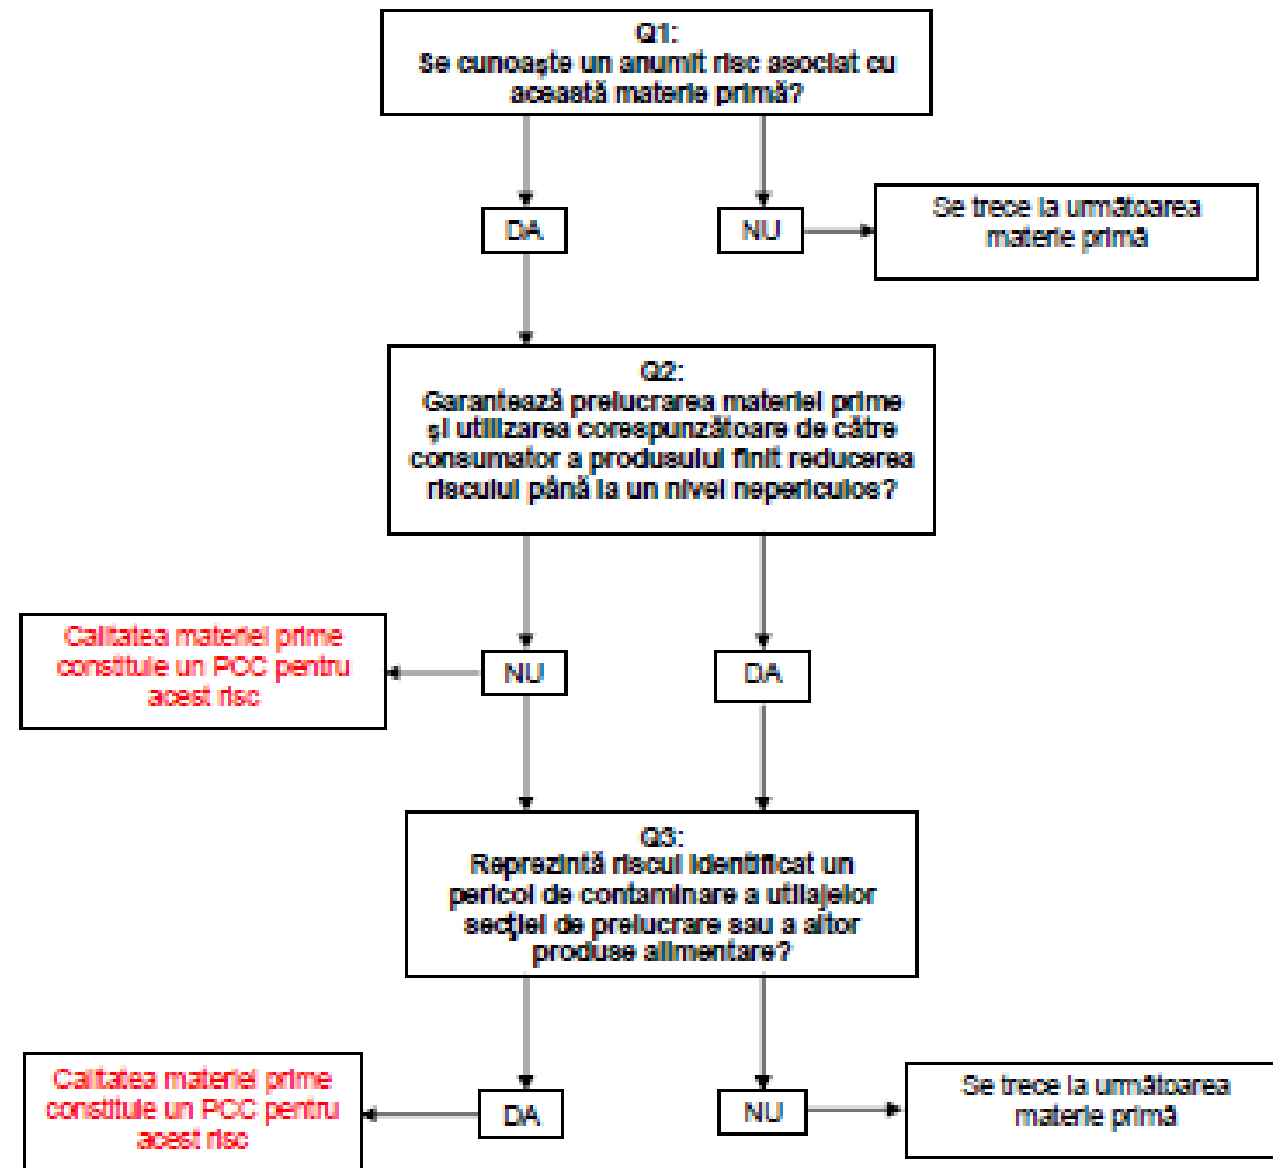 Q1:
Se cunoaşte un anumit risc asociat cu
această materie primă?
DA
NU
Se trece la următoarea
materie primă
Q2:
Garantează prelucrarea materiei prime
şi utilizarea corespunzătoare de către
consumator a produsului finit reducerea
riscului până la un nivel nepericulos?
Calitatea materiei prime
constituie un PCC pentru
acest risc
NU
DA
Q3:
Reprezintă riscul identificat un
pericol de contaminare a utilajelor
secţiei de prelucrare sau a altor
produse alimentare?
Calitatea materiei prime
constituie un PCC pentru
acest risc
DA
NU
Se trece la următoarea
materie primă